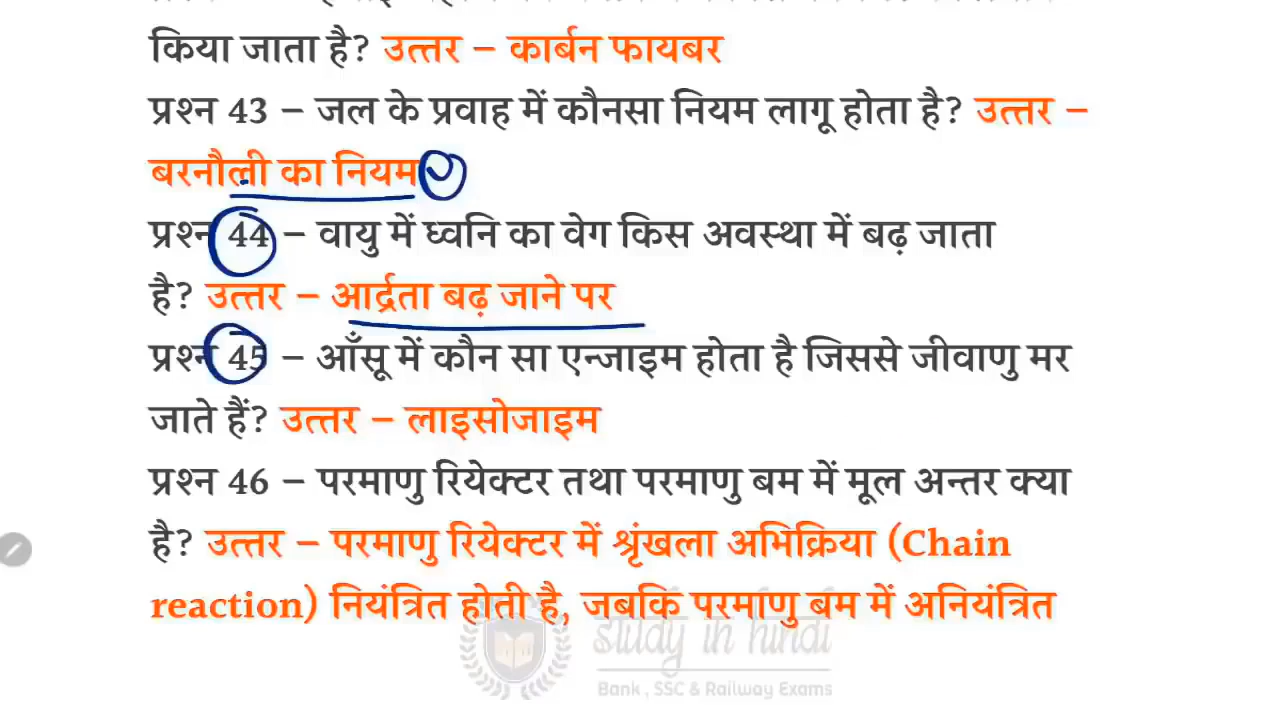 किया जाता है? उत्तर – कार्बन फायबर
प्रश्न 43 – जल के प्रवाह में कौनसा नियम लागू होता है? उत्तर –
बरनौली का नियम
प्रश्न 44 – वायु में ध्वनि का वेग किस अवस्था में बढ़ जाता
है? उत्तर – आर्द्रता बढ़ जाने पर
प्रश्न 45 – आँसू में कौन सा एन्जाइम होता है जिससे जीवाणु मर
जाते हैं? उत्तर – लाइसोजाइम
प्रश्न 46 – परमाणु रियेक्टर तथा परमाणु बम में मूल अन्तर क्या
है? उत्तर – परमाणु रियेक्टर में श्रृंखला अभिक्रिया (Chain
reaction) नियंत्रित होती है, जबकि परमाणु बम में अनियंत्रित
study in hindi
Bank , SSC & Railway Exams